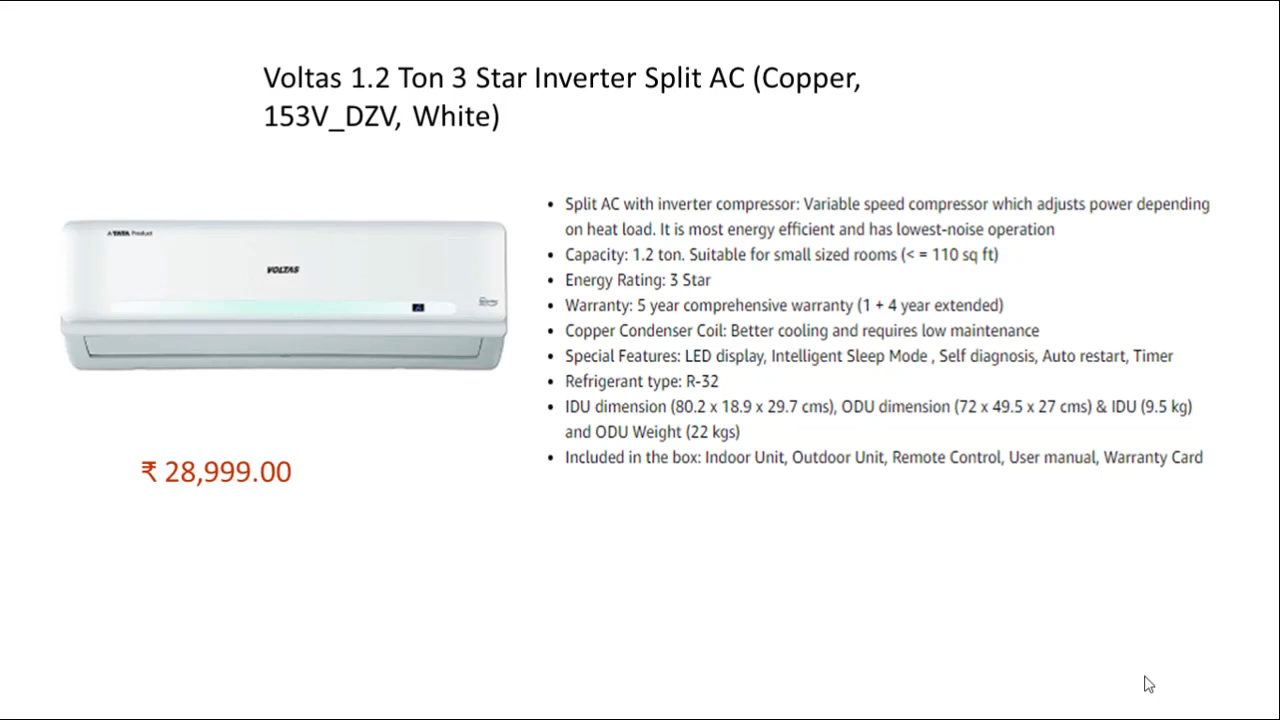 Voltas 1.2 Ton 3 Star Inverter Split AC (Copper,
153V_DZV, White)
• Split AC with inverter compressor: Variable speed compressor which adjusts power depending
on heat load. It is most energy efficient and has lowest-noise operation
• Capacity: 1.2 ton. Suitable for small sized rooms (< = 110 sq ft)
• Energy Rating: 3 Star
• Warranty: 5 year comprehensive warranty (1 + 4 year extended)
• Copper Condenser Coil: Better cooling and requires low maintenance
• Special Features: LED display, Intelligent Sleep Mode , Self diagnosis, Auto restart, Timer
• Refrigerant type: R-32
• IDU dimension (80.2 x 18.9 x 29.7 cms), ODU dimension (72 x 49.5 x 27 cms) & IDU (9.5 kg)
and ODU Weight (22 kgs)
• Included in the box: Indoor Unit, Outdoor Unit, Remote Control, User manual, Warranty Card
A TATA Product
VOLTAS
₹ 28,999.00